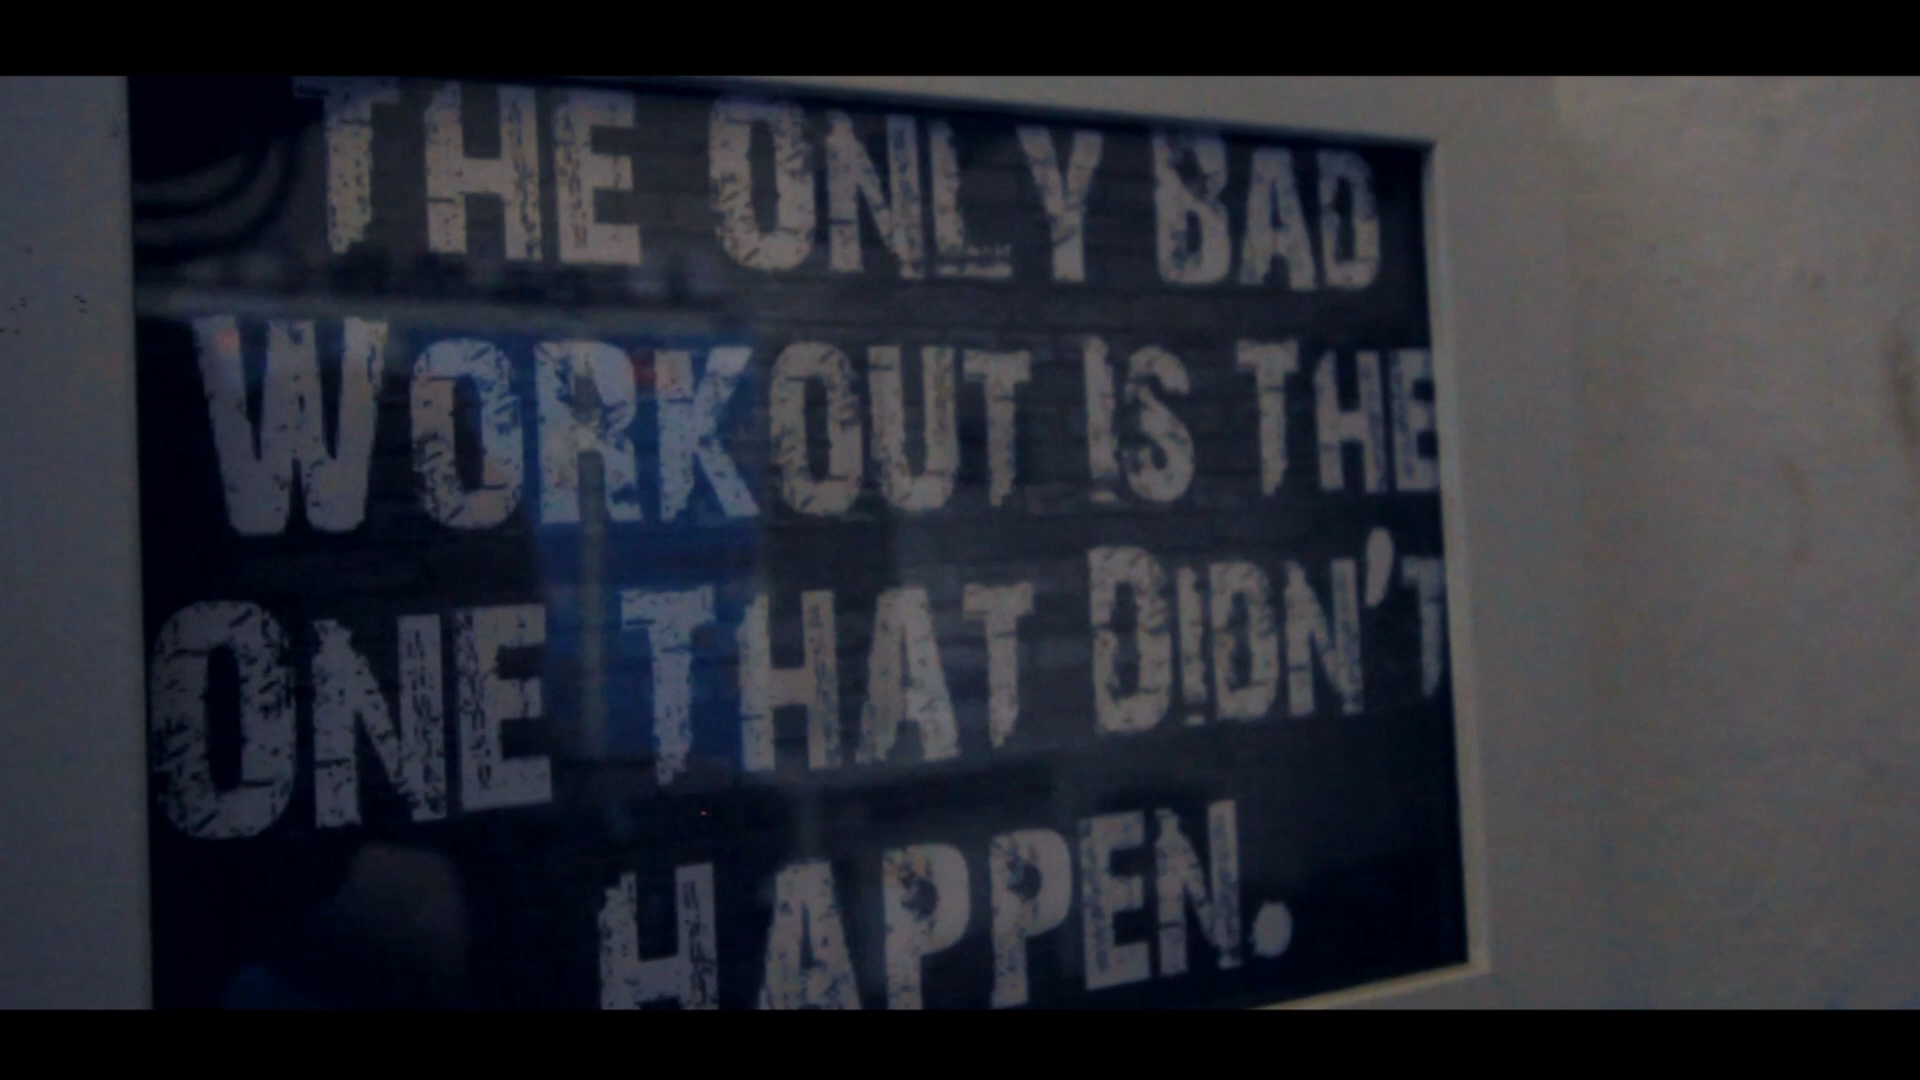 THE ONLY BAD
WORKOUT IS THE
ONE THAT DIDN'T
HAPPEN.